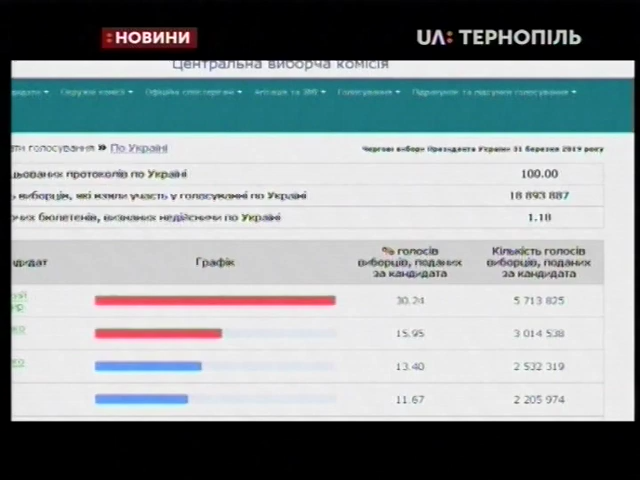 :НОВИНИ
UA: ТЕРНОПІЛЬ
Центральна виборча комісія
Окружні комісії Офіційні спостерігачі Агітація та ЗМІ Голосування Підрахунок та підсумки голосування
голосування » По Україні
Чергові вибори Президента України 31 березня 2019 року
протоколів по Україні 100.00
виборців, які взяли участь у голосуванні по Україні 18 893 887
бюлетенів, визнаних недійсними по Україні 1.18
Графік
% голосів
виборців, поданих
за кандидата
Кількість голосів
виборців, поданих
за кандидата
30.24 5 713 825
15.95 3 014 538
13.40 2 532 319
11.67 2 205 974